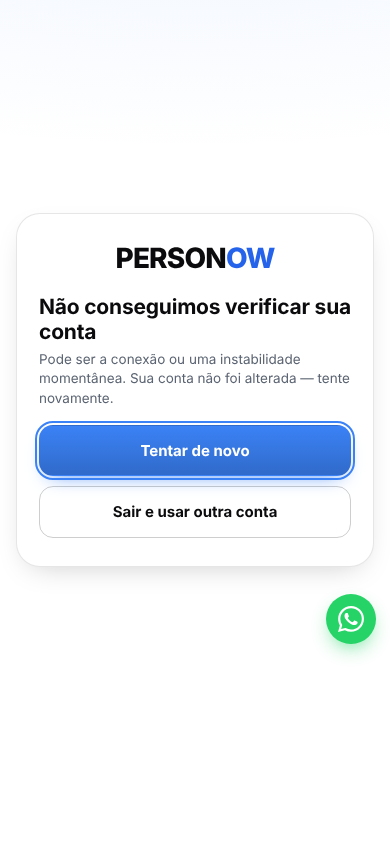 PERSONOW
Não conseguimos verificar sua
conta
Pode ser a conexão ou uma instabilidade
momentânea. Sua conta não foi alterada — tente
novamente.
Tentar de novo
Sair e usar outra conta